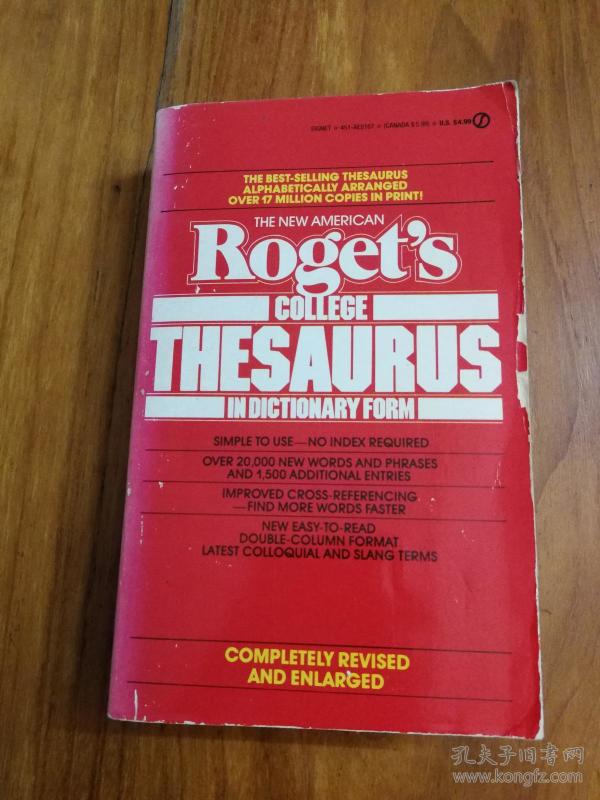 SIGNET ☆ 451-AE0167 ☆ (CANADA $5.99) ☆ U.S. $4.99
THE BEST-SELLING THESAURUS
ALPHABETICALLY ARRANGED
OVER 17 MILLION COPIES IN PRINT!
THE NEW AMERICAN
Roget's
COLLEGE
THESAURUS
IN DICTIONARY FORM
SIMPLE TO USE—NO INDEX REQUIRED
OVER 20,000 NEW WORDS AND PHRASES
AND 1,500 ADDITIONAL ENTRIES
IMPROVED CROSS-REFERENCING
—FIND MORE WORDS FASTER
NEW EASY-TO-READ
DOUBLE-COLUMN FORMAT
LATEST COLLOQUIAL AND SLANG TERMS
COMPLETELY REVISED
AND ENLARGED
孔夫子旧书网
www.kongfz.com